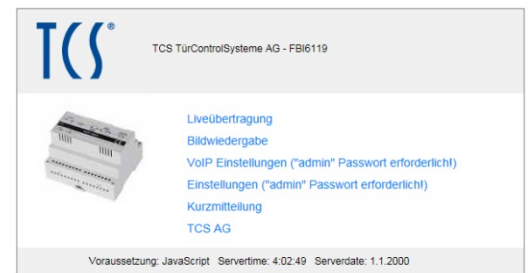 TCS®
TCS TürControlSysteme AG - FBI6119
Liveübertragung
Bildwiedergabe
VoIP Einstellungen ("admin" Passwort erforderlich!)
Einstellungen ("admin" Passwort erforderlich!)
Kurzmitteilung
TCS AG
Voraussetzung: JavaScript Servertime: 4:02:49 Serverdate: 1.1.2000